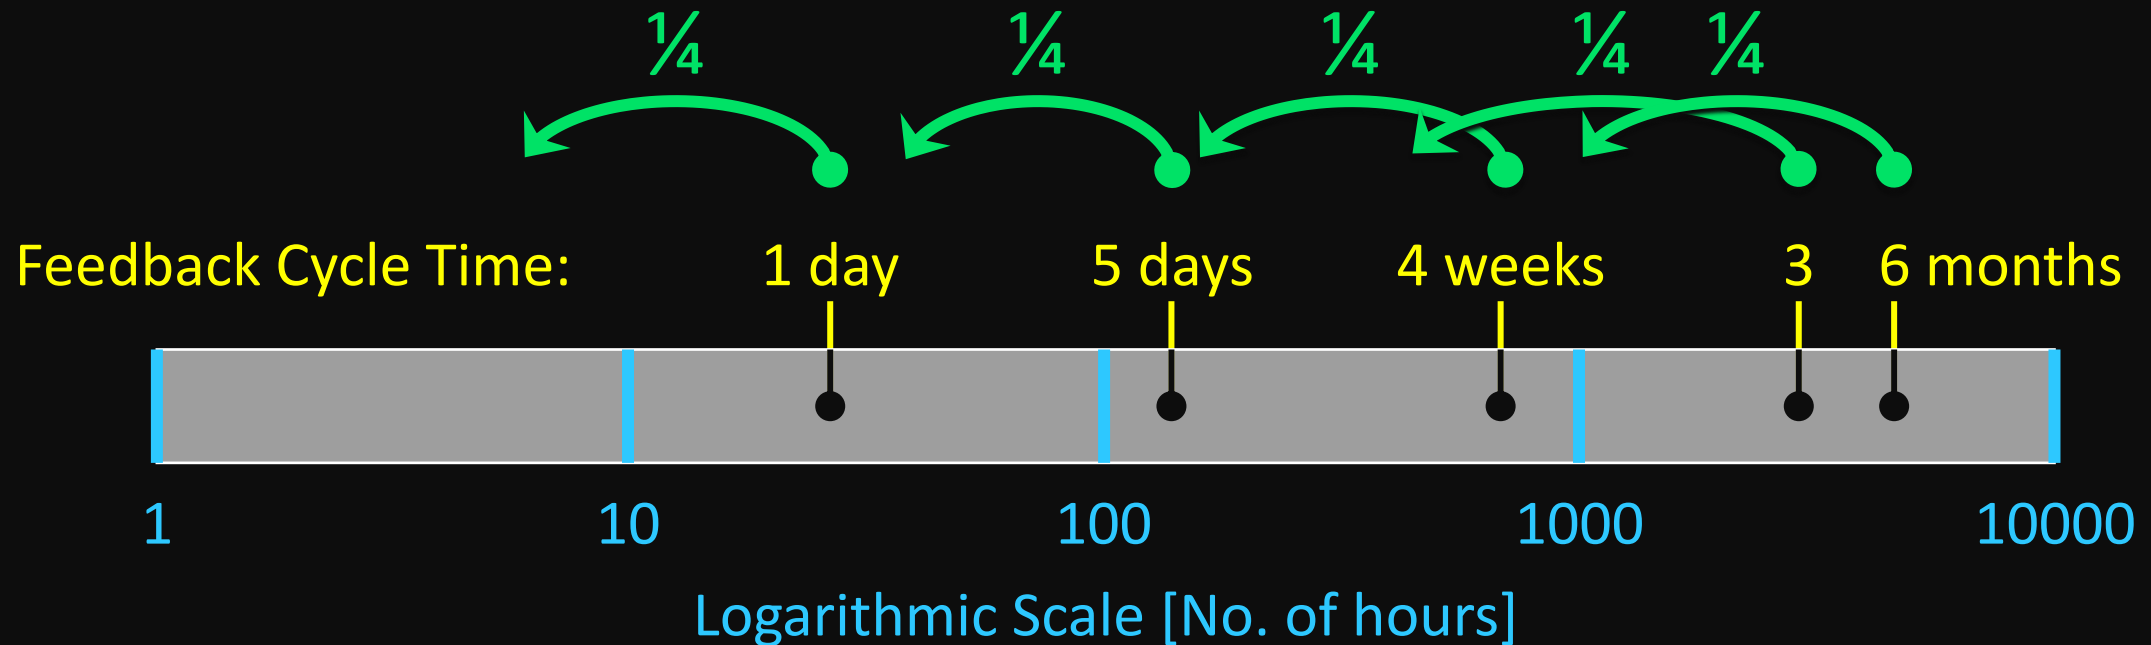 ¼ ¼ ¼ ¼ ¼
Feedback Cycle Time: 1 day 5 days 4 weeks 3 6 months
1 10 100 1000 10000
Logarithmic Scale [No. of hours]